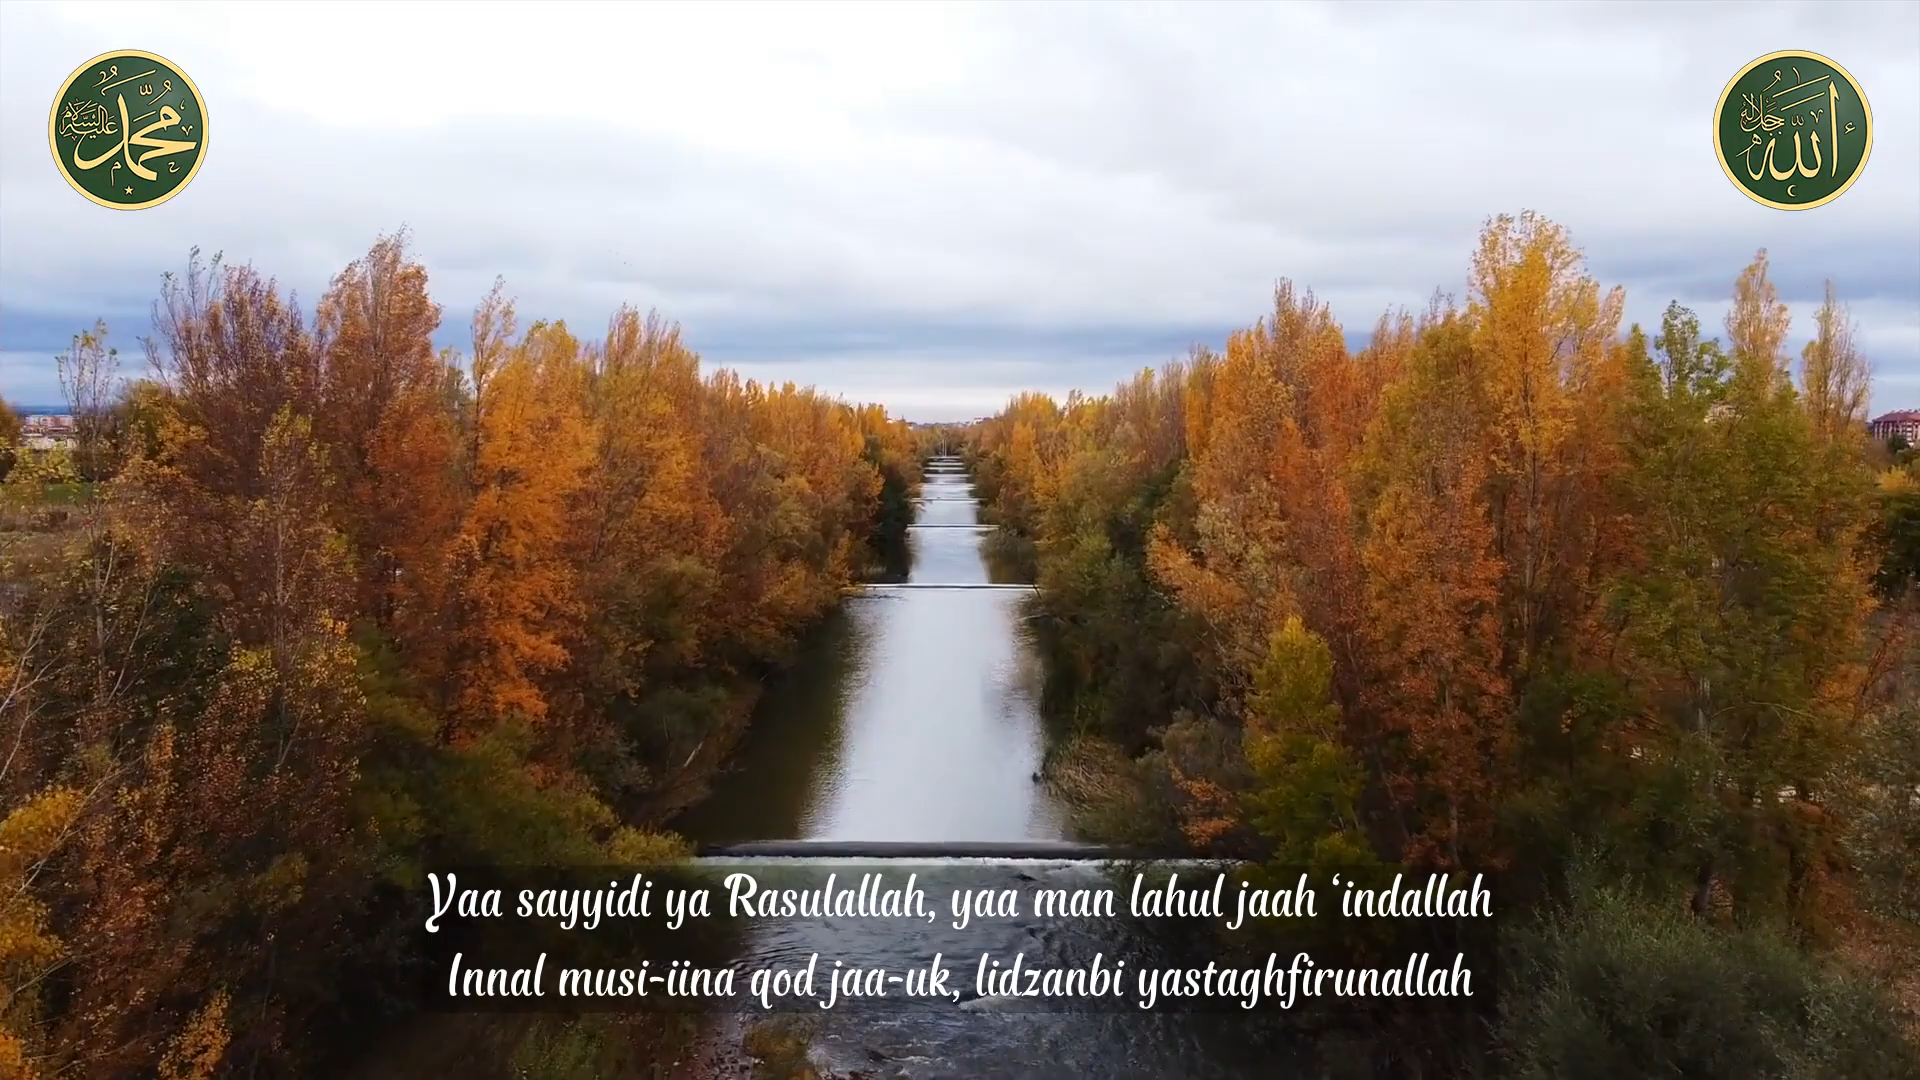 محمد عليه السلام
الله جل جلاله
Yaa sayyidi ya Rasulallah, yaa man lahul jaah ‘indallah
Innal musi-iina qod jaa-uk, lidzanbi yastaghfirunallah